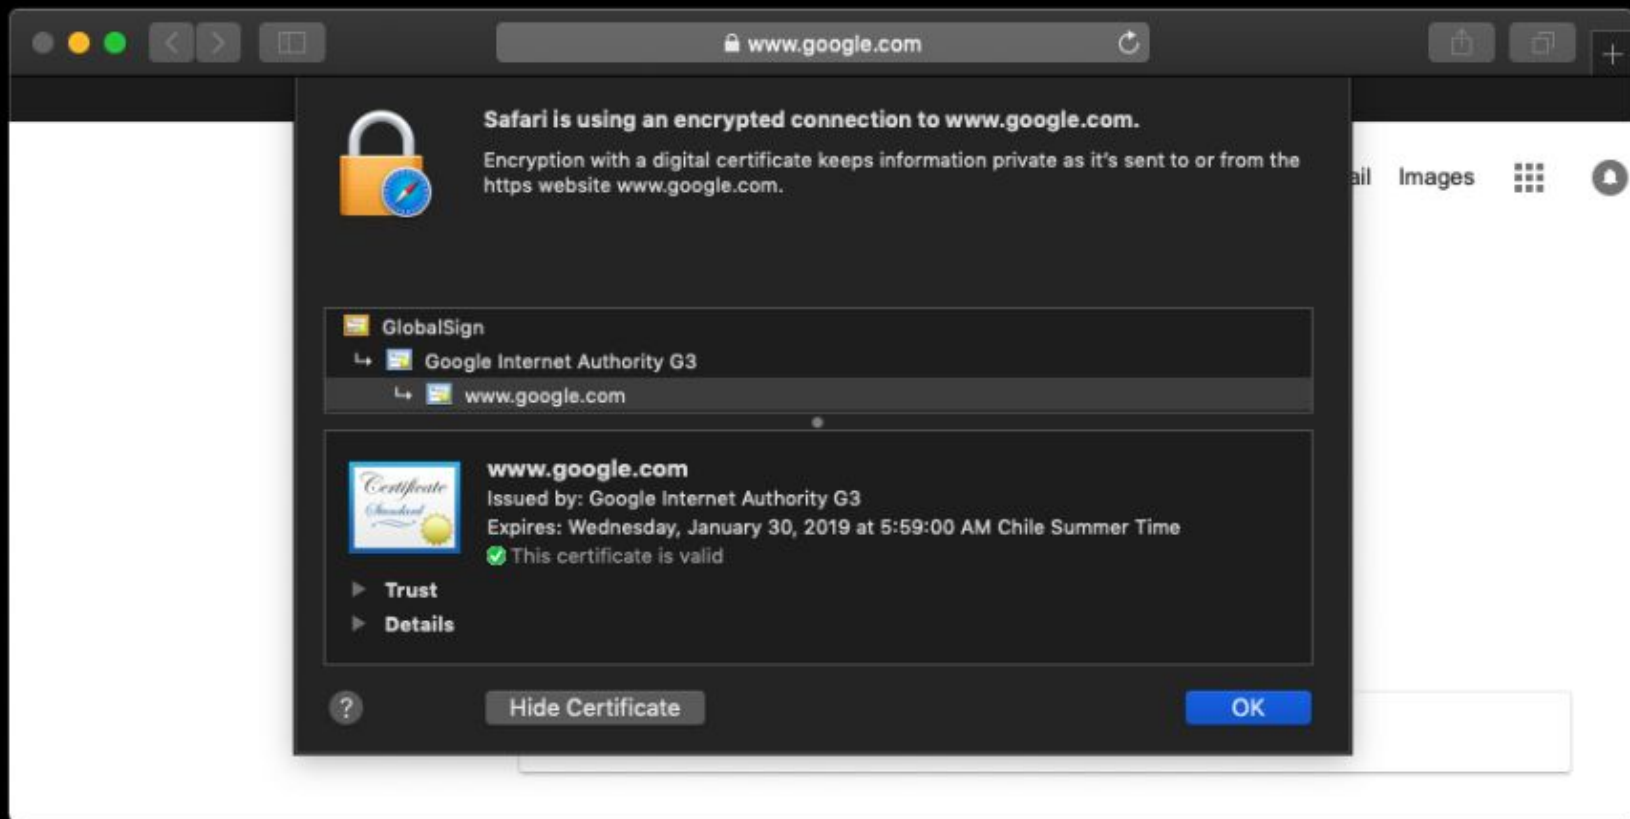 www.google.com
Safari is using an encrypted connection to www.google.com.
Encryption with a digital certificate keeps information private as it's sent to or from the
https website www.google.com.
ail Images
GlobalSign
Google Internet Authority G3
www.google.com
Certificate
Standard
www.google.com
Issued by: Google Internet Authority G3
Expires: Wednesday, January 30, 2019 at 5:59:00 AM Chile Summer Time
This certificate is valid
Trust
Details
?
Hide Certificate
OK